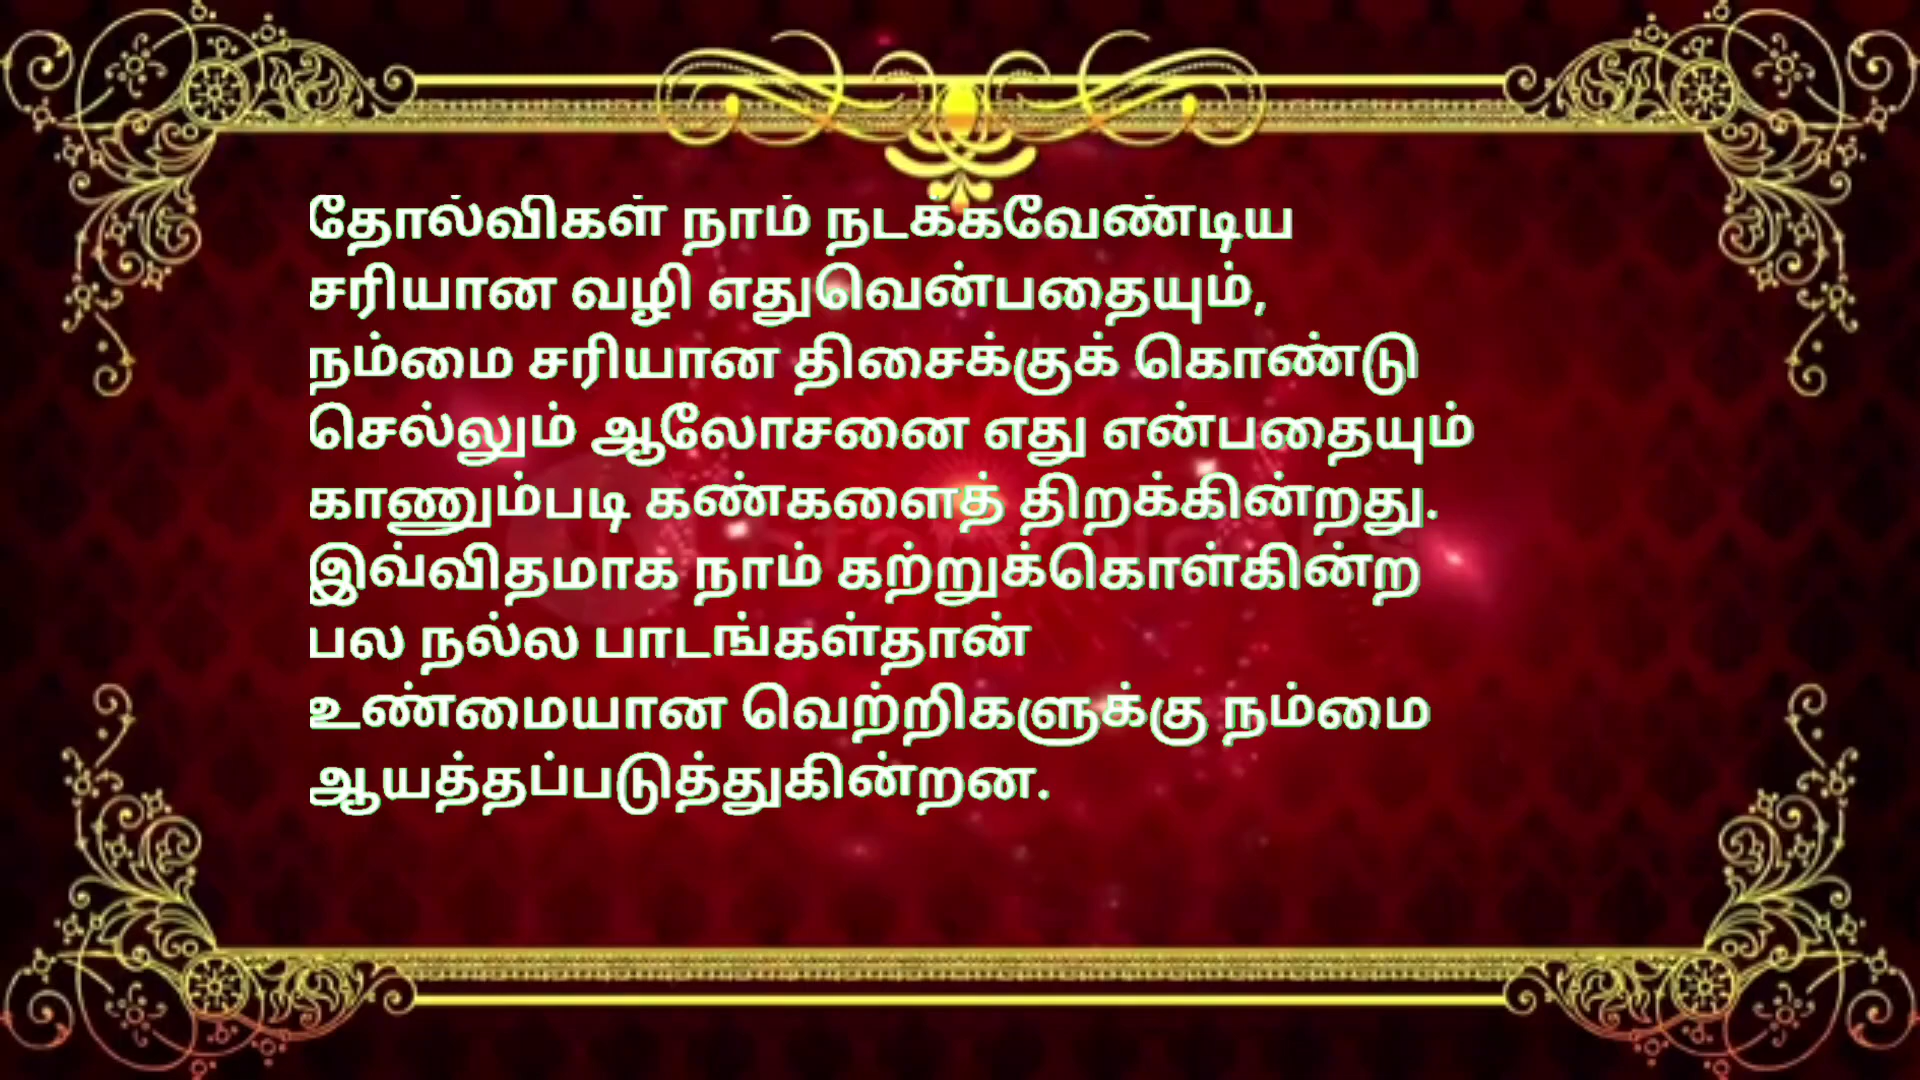 தோல்விகள் நாம் நடக்கவேண்டிய
சரியான வழி எதுவென்பதையும்,
நம்மை சரியான திசைக்குக் கொண்டு
செல்லும் ஆலோசனை எது என்பதையும்
காணும்படி கண்களைத் திறக்கின்றது.
இவ்விதமாக நாம் கற்றுக்கொள்கின்ற
பல நல்ல பாடங்கள்தான்
உண்மையான வெற்றிகளுக்கு நம்மை
ஆயத்தப்படுத்துகின்றன.